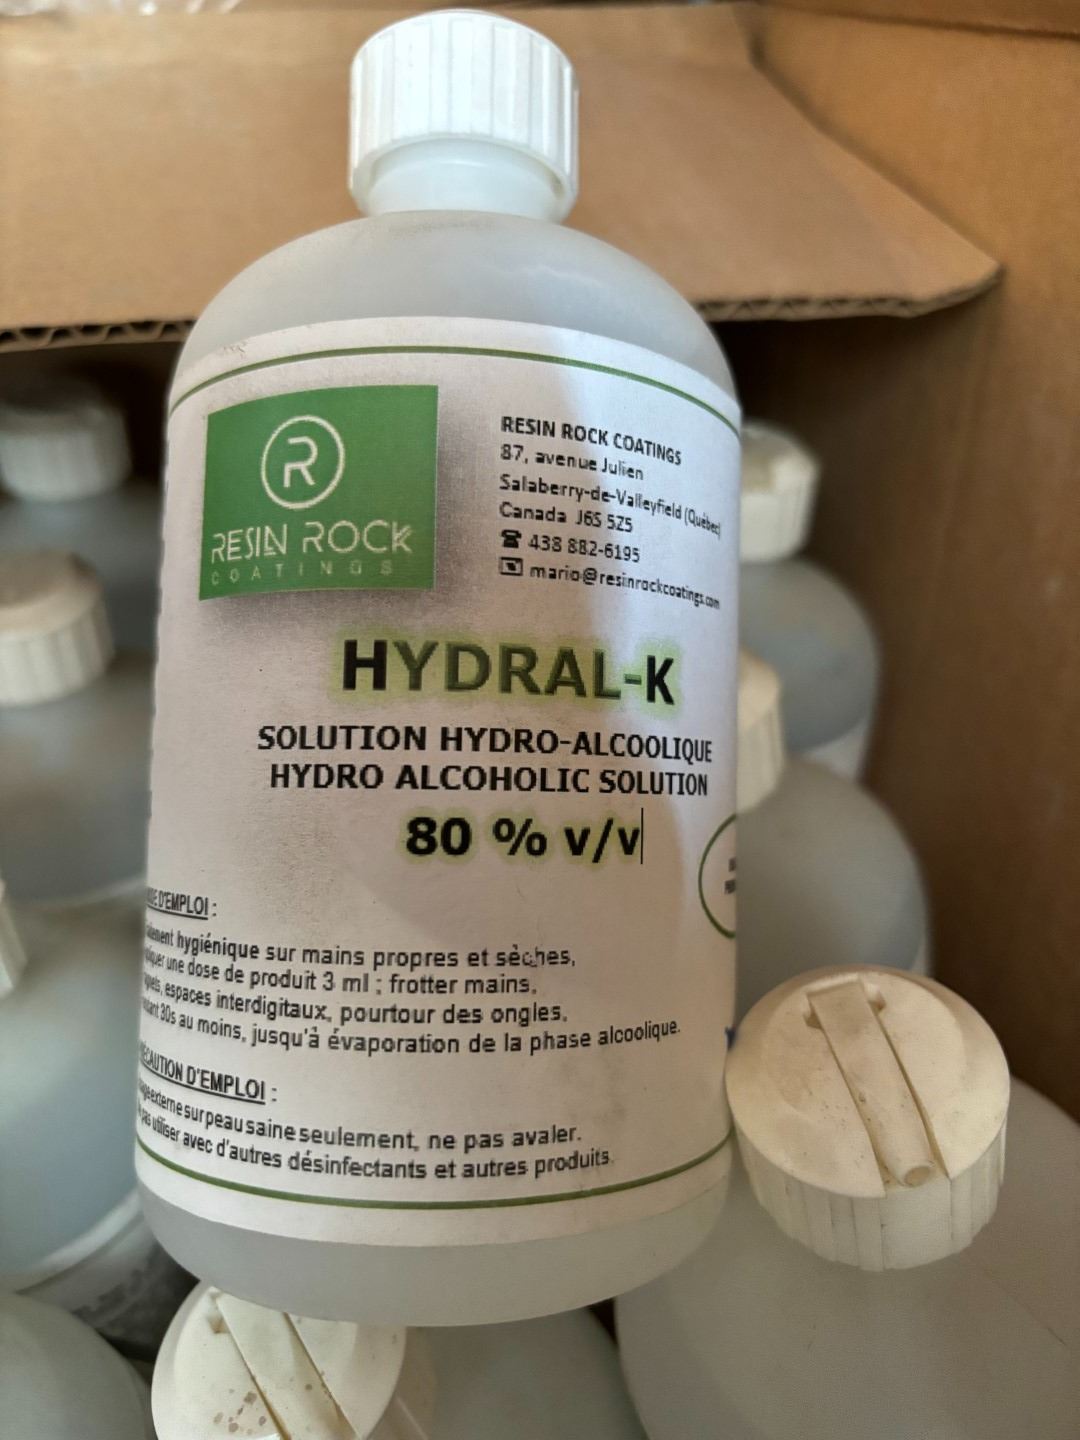 R
RESIN ROCK
COATINGS
RESIN ROCK COATINGS
87, avenue Julien
Salaberry-de-Valleyfield (Québec)
Canada J6S 5Z5
☎ 438 882-6195
mario@resinrockcoatings.com
HYDRAL-K
SOLUTION HYDRO-ALCOOLIQUE
HYDRO ALCOHOLIC SOLUTION
80 % v/v
D'EMPLOI :
hygiénique sur mains propres et sèches,
une dose de produit 3 ml : frotter mains,
espaces interdigitaux, pourtour des ongles,
30s au moins, jusqu'à évaporation de la phase alcoolique.
D'EMPLOI :
externe sur peau saine seulement, ne pas avaler.
pas utiliser avec d'autres désinfectants et autres produits.